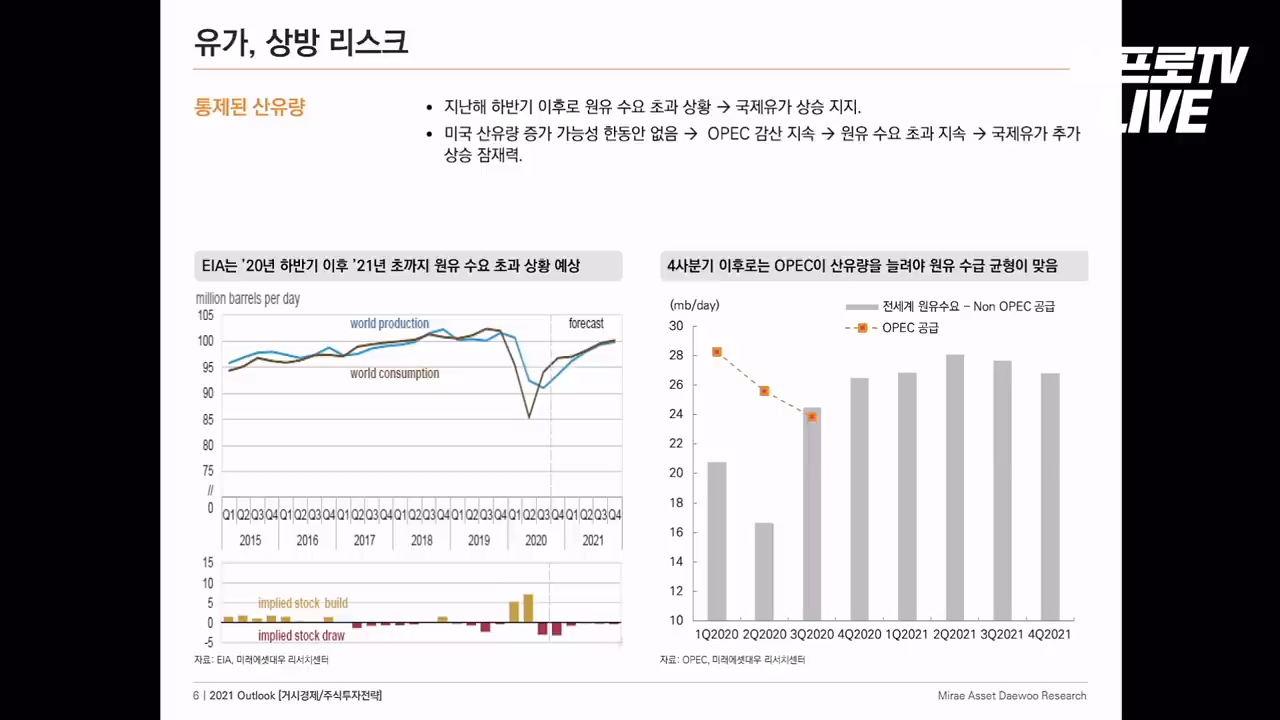 유가, 상방 리스크
프로TV
LIVE
통제된 산유량
• 지난해 하반기 이후로 원유 수요 초과 상황 → 국제유가 상승 지지.
• 미국 산유량 증가 가능성 한동안 없음 → OPEC 감산 지속 → 원유 수요 초과 지속 → 국제유가 추가
상승 잠재력.
EIA는 '20년 하반기 이후 '21년 초까지 원유 수요 초과 상황 예상
million barrels per day
105
100
95
90
85
80
75
//
0
world production
world consumption
forecast
Q1 Q2 Q3 Q4 Q1 Q2 Q3 Q4 Q1 Q2 Q3 Q4 Q1 Q2 Q3 Q4 Q1 Q2 Q3 Q4 Q1 Q2 Q3 Q4 Q1 Q2 Q3 Q4
2015 2016 2017 2018 2019 2020 2021
15
10
5
0
-5
implied stock build
implied stock draw
자료: EIA, 미래에셋대우 리서치센터
4사분기 이후로는 OPEC이 산유량을 늘려야 원유 수급 균형이 맞음
(mb/day)
전세계 원유수요 - Non OPEC 공급
OPEC 공급
30
28
26
24
22
20
18
16
14
12
10
1Q2020 2Q2020 3Q2020 4Q2020 1Q2021 2Q2021 3Q2021 4Q2021
자료: OPEC, 미래에셋대우 리서치센터
6 | 2021 Outlook [거시경제/주식투자전략]
Mirae Asset Daewoo Research